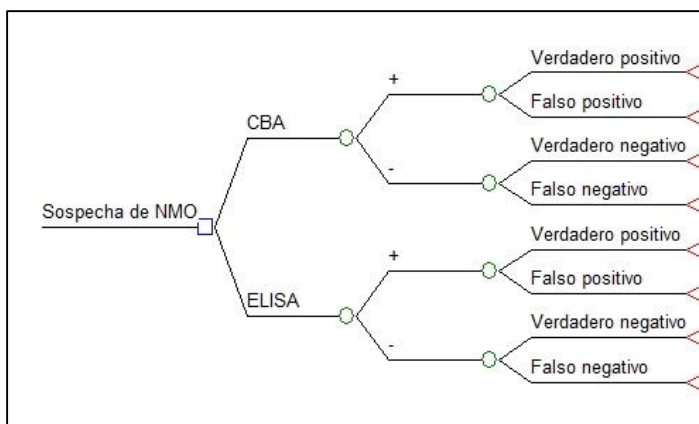 Verdadero positivo
+
Falso positivo
CBA
Verdadero negativo
-
Falso negativo
Sospecha de NMO
Verdadero positivo
+
Falso positivo
ELISA
Verdadero negativo
-
Falso negativo